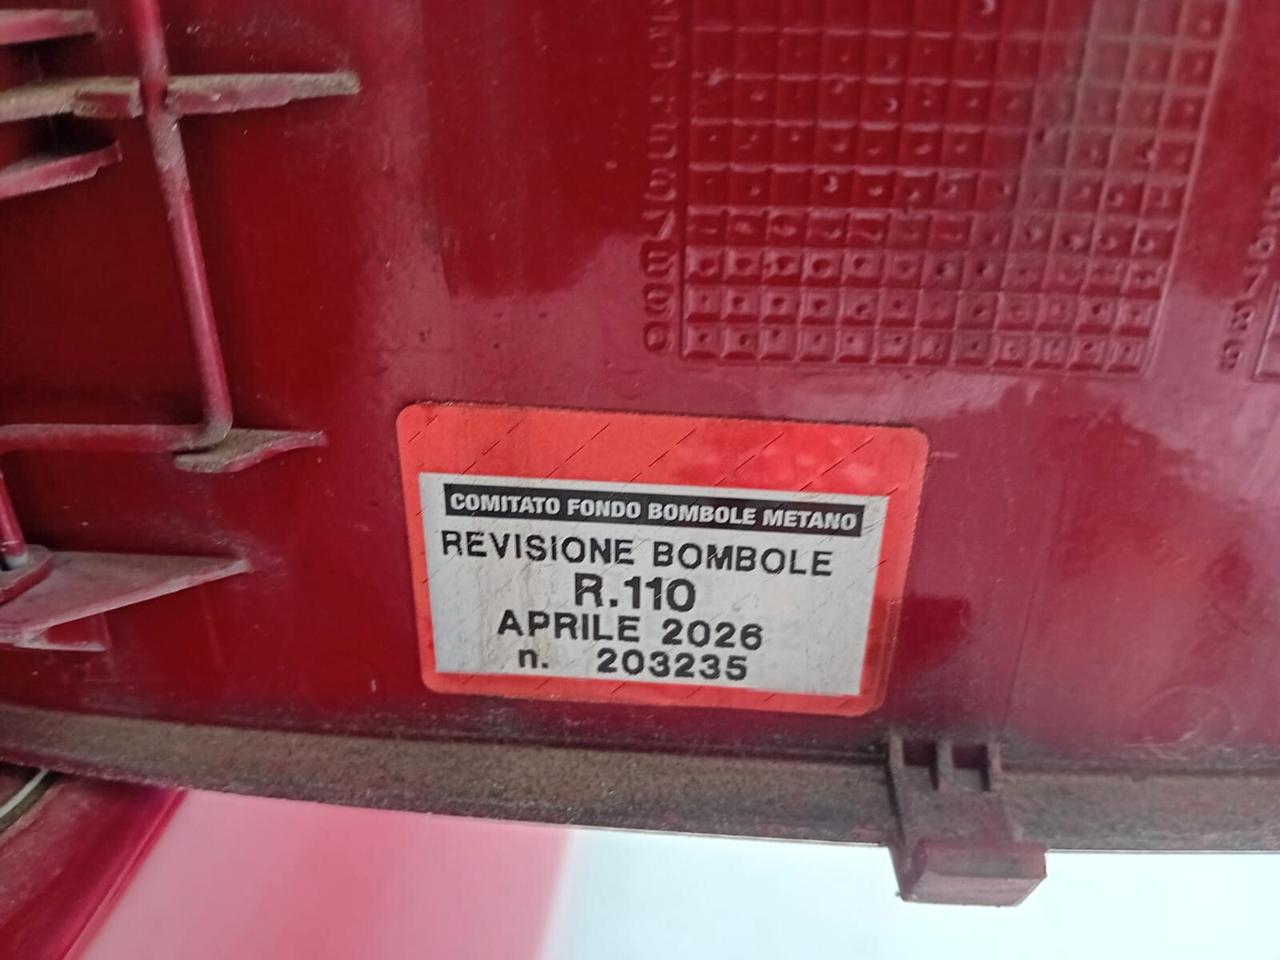 COMITATO FONDO BOMBOLE METANO
REVISIONE BOMBOLE
R.110
APRILE 2026
n. 203235